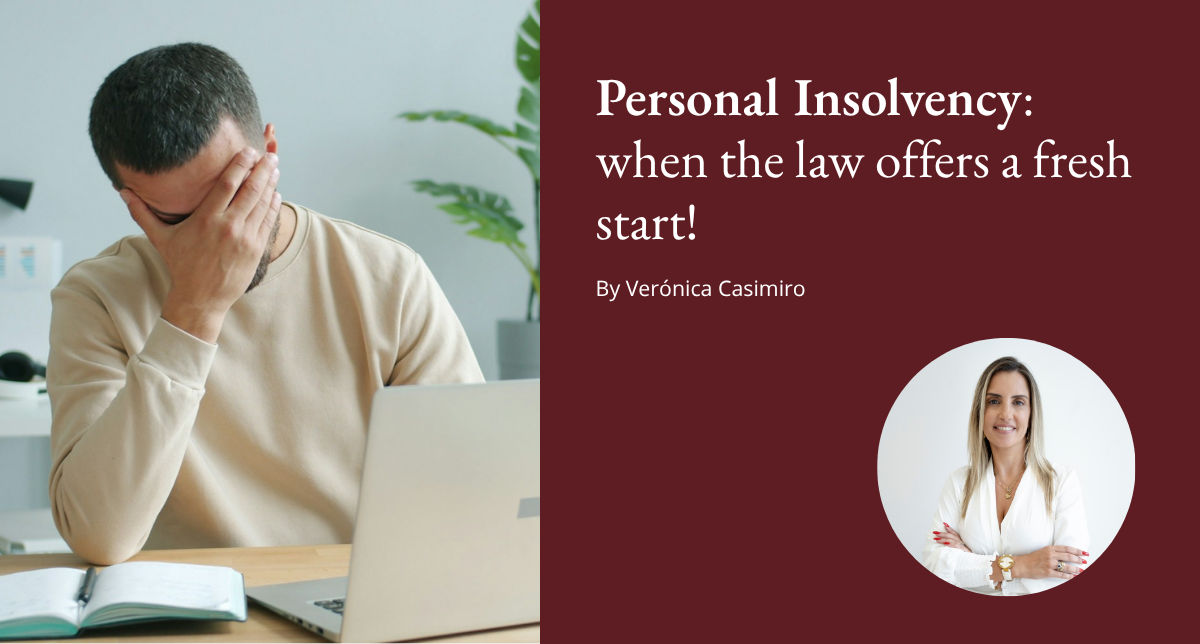 Personal Insolvency:
when the law offers a fresh
start!
By Verónica Casimiro